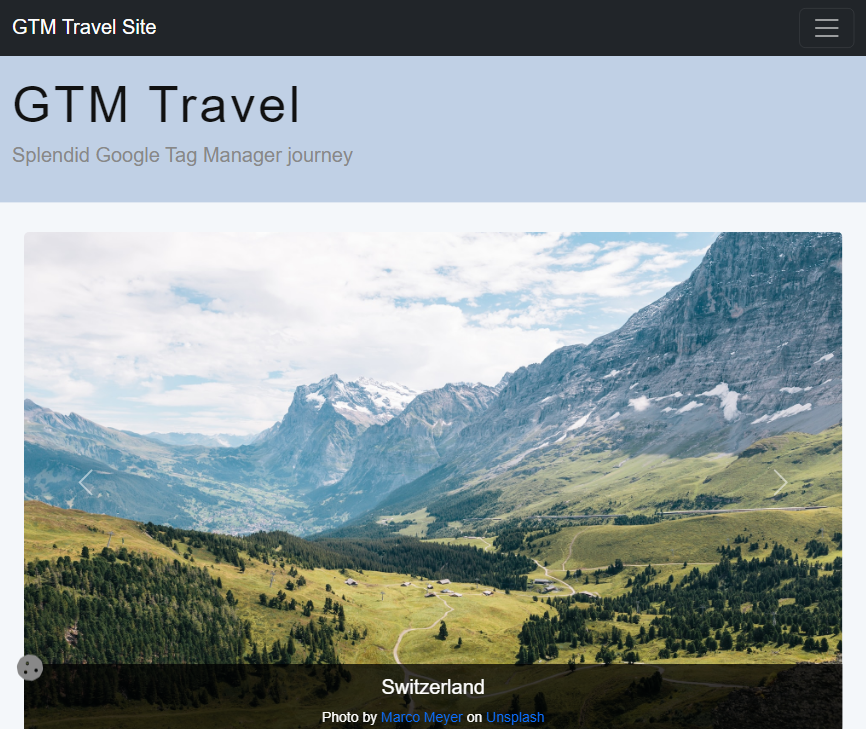 GTM Travel Site
GTM Travel
Splendid Google Tag Manager journey
Switzerland
Photo by Marco Meyer on Unsplash